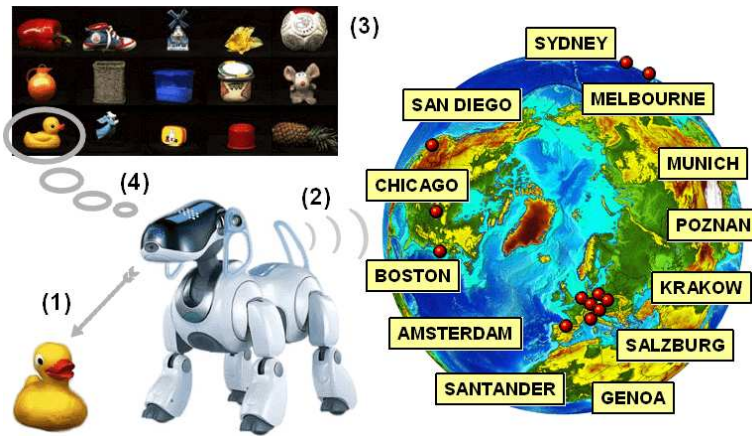 (3)
SYDNEY
MELBOURNE
SAN DIEGO
MUNICH
(4)
CHICAGO
(2)
POZNAN
BOSTON
KRAKOW
(1)
AMSTERDAM
SALZBURG
SANTANDER
GENOA